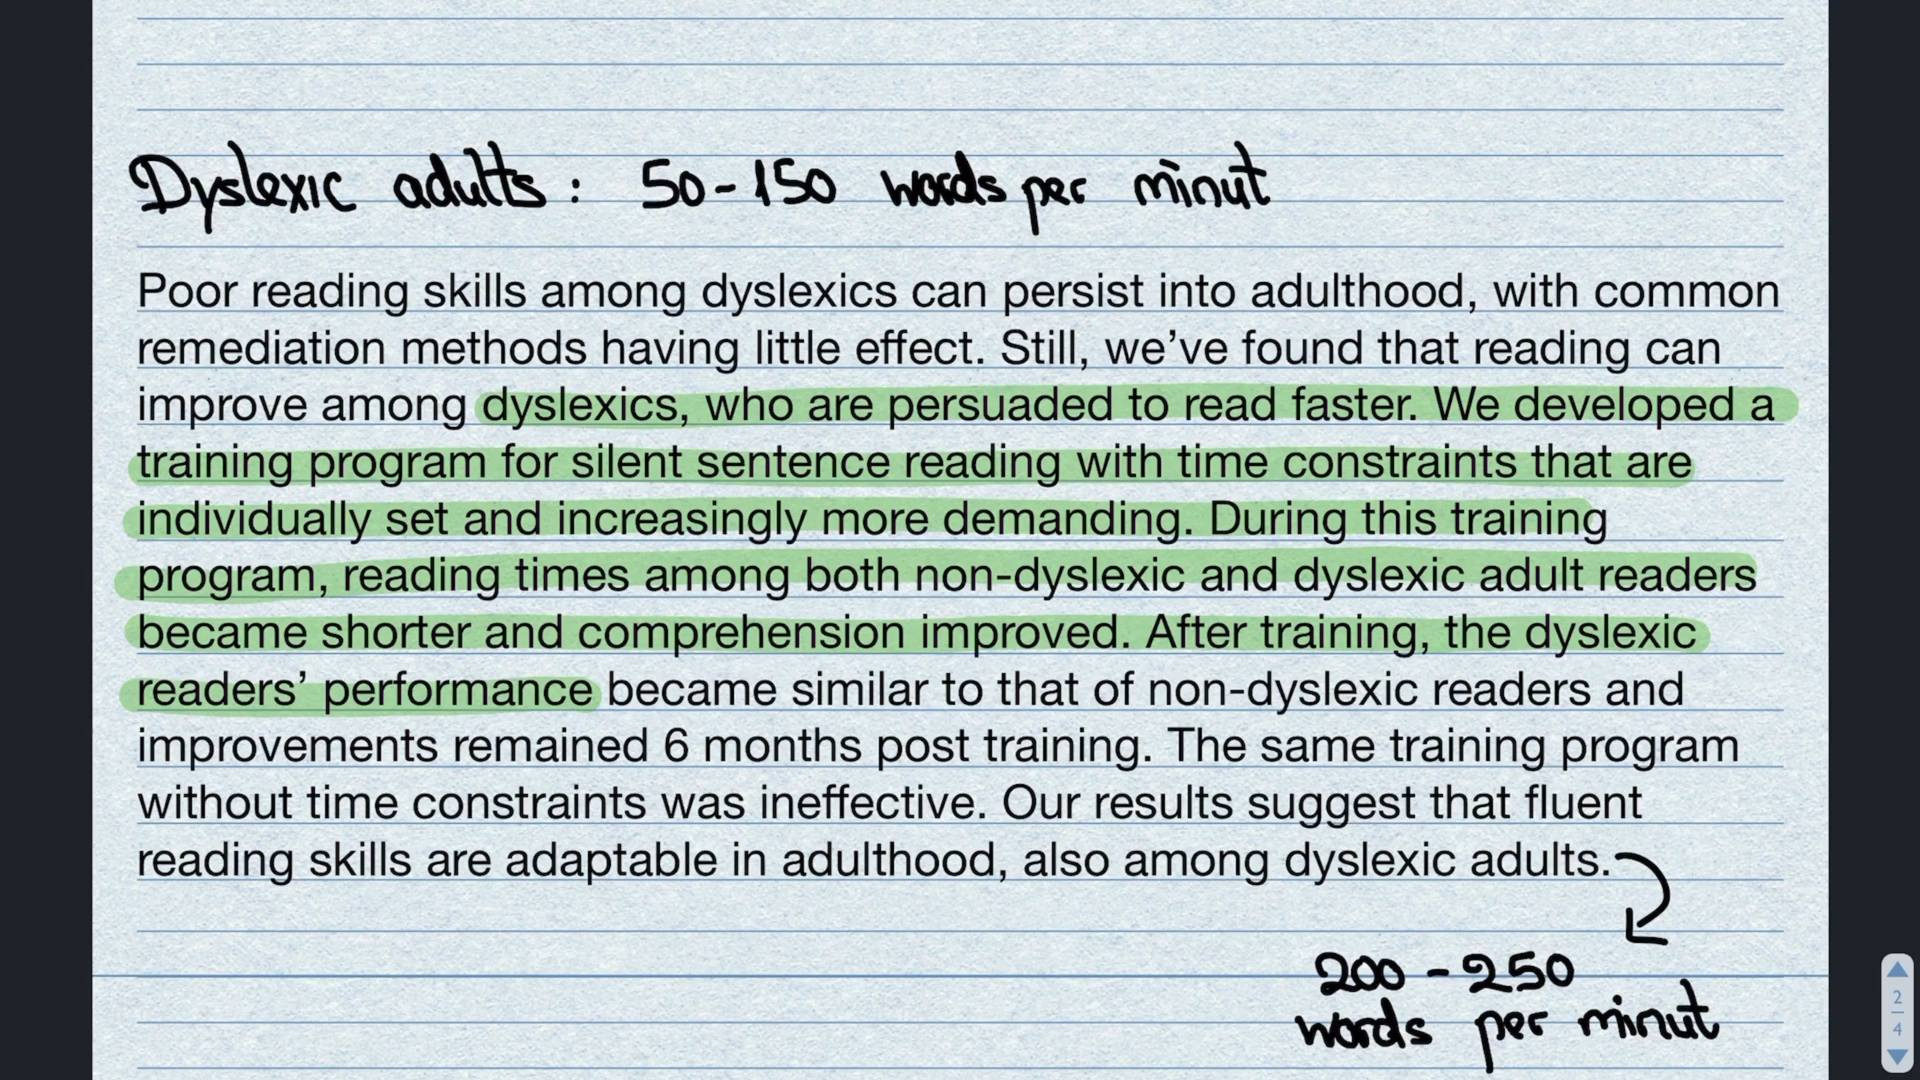 Dyslexic adults: 50-150 words per minut
Poor reading skills among dyslexics can persist into adulthood, with common
remediation methods having little effect. Still, we’ve found that reading can
improve among dyslexics, who are persuaded to read faster. We developed a
training program for silent sentence reading with time constraints that are
individually set and increasingly more demanding. During this training
program, reading times among both non-dyslexic and dyslexic adult readers
became shorter and comprehension improved. After training, the dyslexic
readers’ performance became similar to that of non-dyslexic readers and
improvements remained 6 months post training. The same training program
without time constraints was ineffective. Our results suggest that fluent
reading skills are adaptable in adulthood, also among dyslexic adults.
200-250
words per minut
2
4